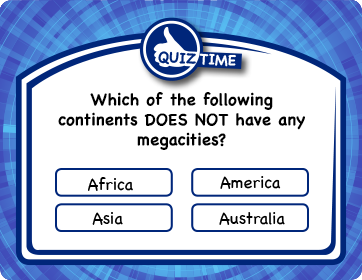 QUIZ TIME
Which of the following
continents DOES NOT have any
megacities?
Africa
America
Asia
Australia